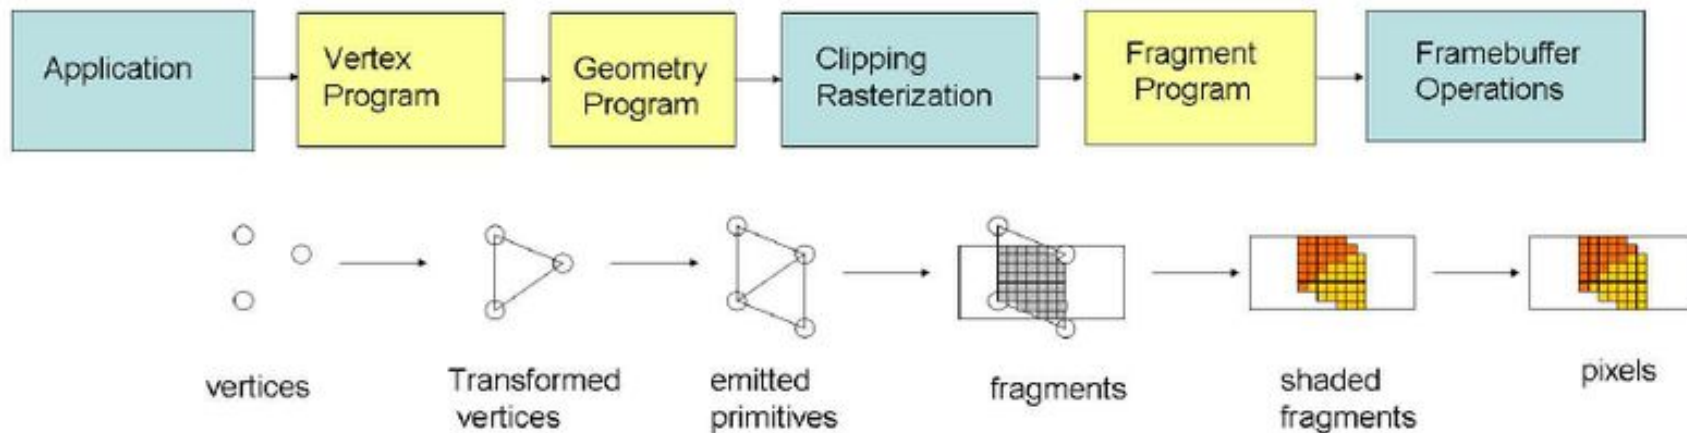 Application
Vertex
Program
Geometry
Program
Clipping
Rasterization
Fragment
Program
Framebuffer
Operations
vertices
Transformed
vertices
emitted
primitives
fragments
shaded
fragments
pixels